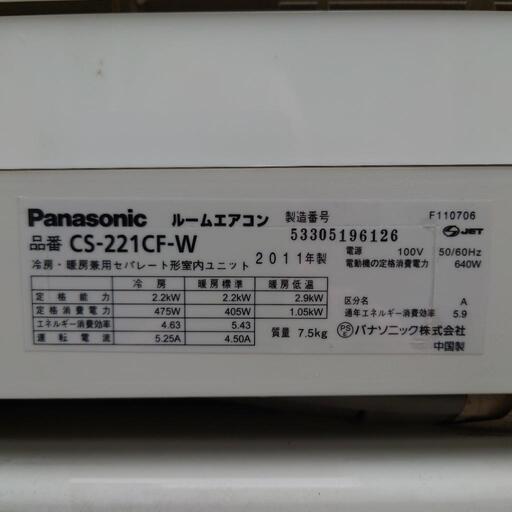 Panasonic ルームエアコン 製造番号 F110706
53305196126 JET
品番 CS-221CF-W 2011年製 電源 100V 50/60Hz
冷房・暖房兼用セパレート形室内ユニット 電動機の定格消費電力 640W
冷房 暖房標準 暖房低温
定格能力 2.2kW 2.2kW 2.9kW 区分名 A
定格消費電力 475W 405W 1.05kW 通年エネルギー消費効率 5.9
エネルギー消費効率 4.63 5.43
運転電流 5.25A 4.50A 質量 7.5kg PSE パナソニック株式会社
中国製